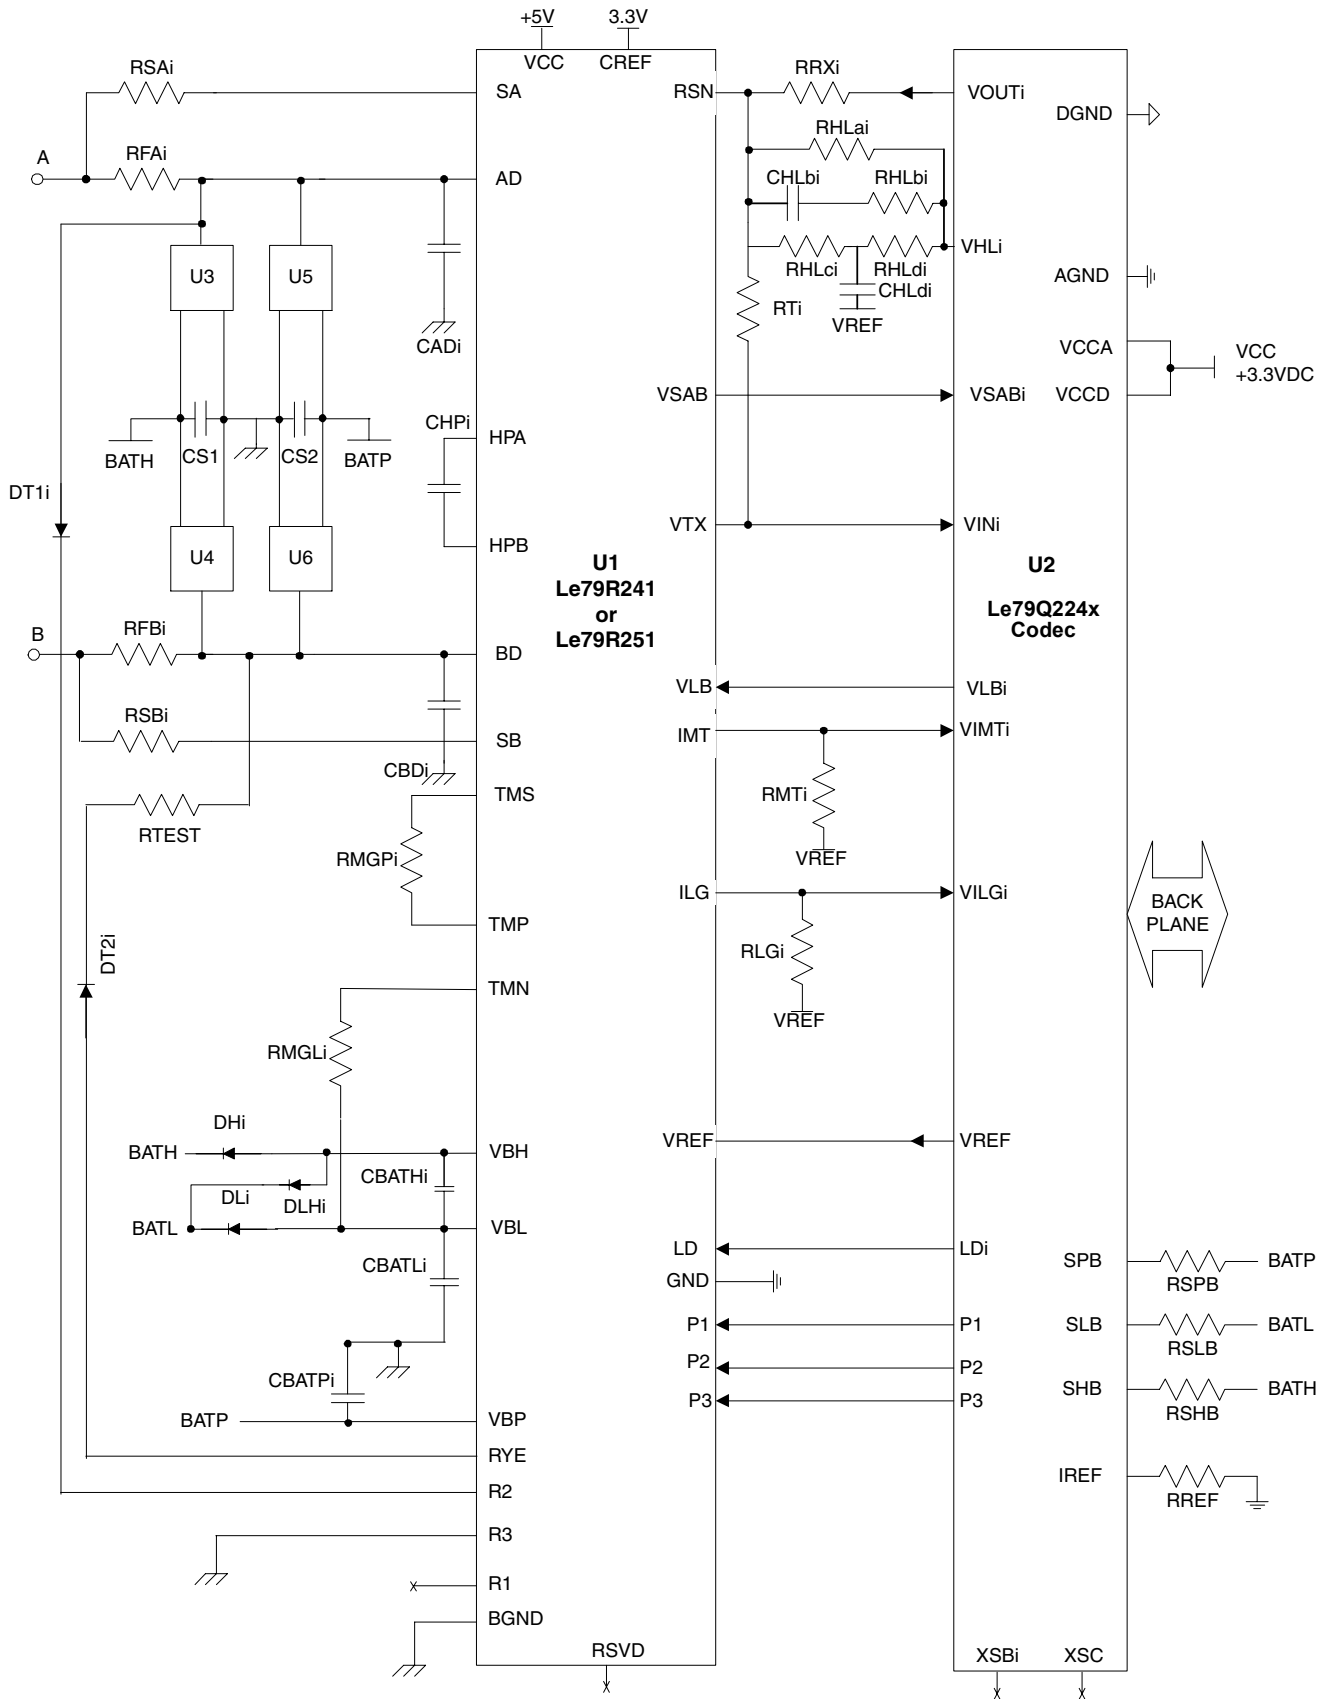 +5V
3.3V
VCC
CREF
RSAi
SA
RSN
RRXi
VOUTi
DGND
RHLai
A
RFAi
AD
CHLbi
RHLbi
VHLi
RHLci
RHLdi
U3
U5
CHLdi
AGND
RTi
VREF
CADi
VCCA
VCC
+3.3VDC
VSAB
VSABi
VCCD
CHPi
HPA
BATH
CS1
CS2
BATP
DT1i
VTX
VINi
HPB
U4
U6
U1
Le79R241
or
Le79R251
U2
Le79Q224x
Codec
B
RFBi
BD
VLB
VLBi
RSBi
SB
IMT
VIMTi
CBDi
TMS
RMTi
RTEST
RMGPi
VREF
ILG
VILGi
BACK
PLANE
TMP
DT2i
RLGi
TMN
VREF
RMGLi
DHi
BATH
VBH
VREF
VREF
CBATHi
DLi
DLHi
BATL
VBL
LD
LDi
CBATLi
SPB
BATP
GND
RSPB
P1
P1
SLB
BATL
RSLB
P2
P2
CBATPi
SHB
BATH
P3
P3
RSHB
BATP
VBP
RYE
IREF
R2
RREF
R3
R1
BGND
RSVD
XSBi
XSC